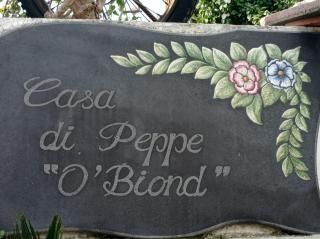 Casa
di Peppe
"O'Biond"